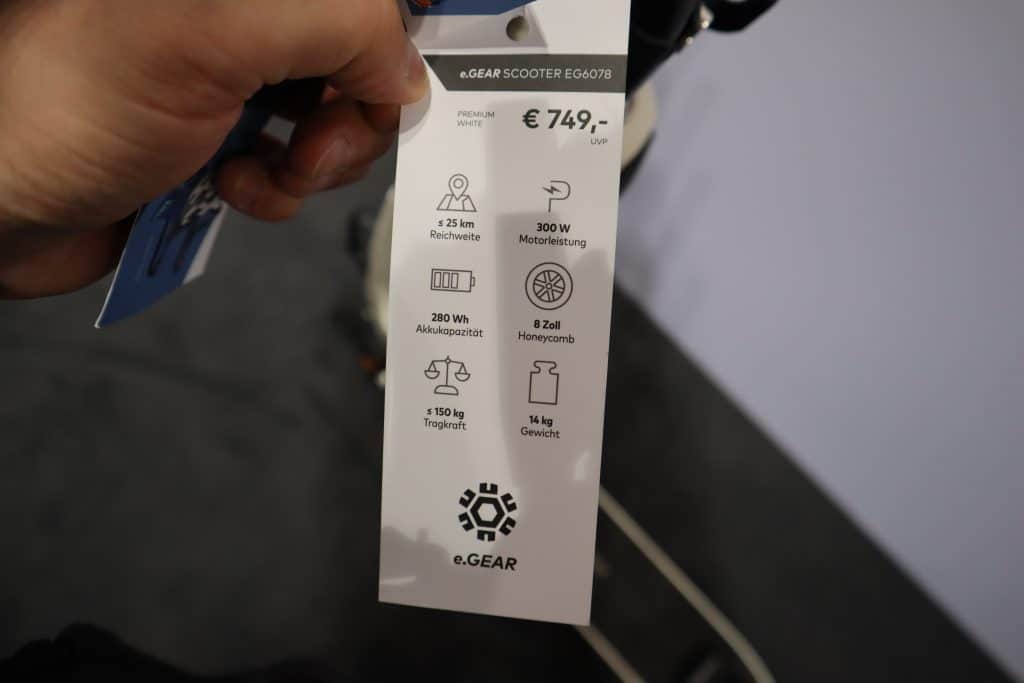 e.GEAR SCOOTER EG6078
PREMIUM
WHITE
€ 749,-
UVP
≤ 25 km
Reichweite
300 W
Motorleistung
280 Wh
Akkukapazität
8 Zoll
Honeycomb
≤ 150 kg
Tragkraft
14 kg
Gewicht
e.GEAR